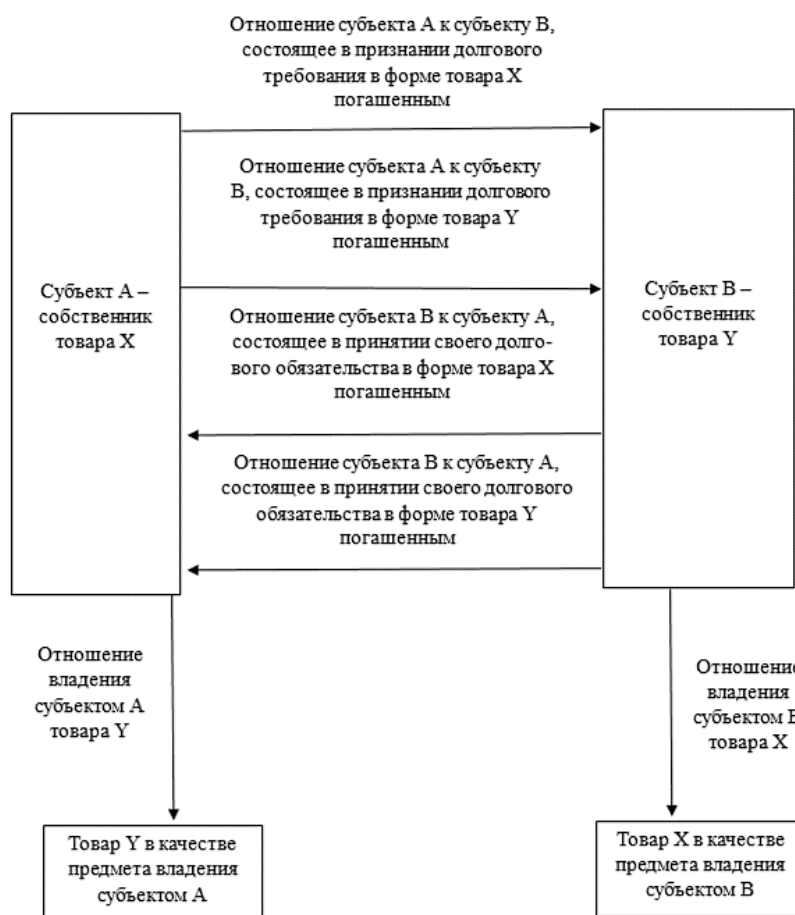 Отношение субъекта A к субъекту B,
состоящее в признании долгового
требования в форме товара X
погашенным
Отношение субъекта A к субъекту
B, состоящее в признании долгового
требования в форме товара Y
погашенным
Субъект A –
собственник
товара X
Субъект B –
собственник
товара Y
Отношение субъекта B к субъекту A,
состоящее в принятии своего долго-
вого обязательства в форме товара X
погашенным
Отношение субъекта B к субъекту A,
состоящее в принятии своего долгового
обязательства в форме товара Y
погашенным
Отношение
владения
субъектом A
товара Y
Отношение
владения
субъектом B
товара X
Товар Y в качестве
предмета владения
субъектом A
Товар X в качестве
предмета владения
субъектом B